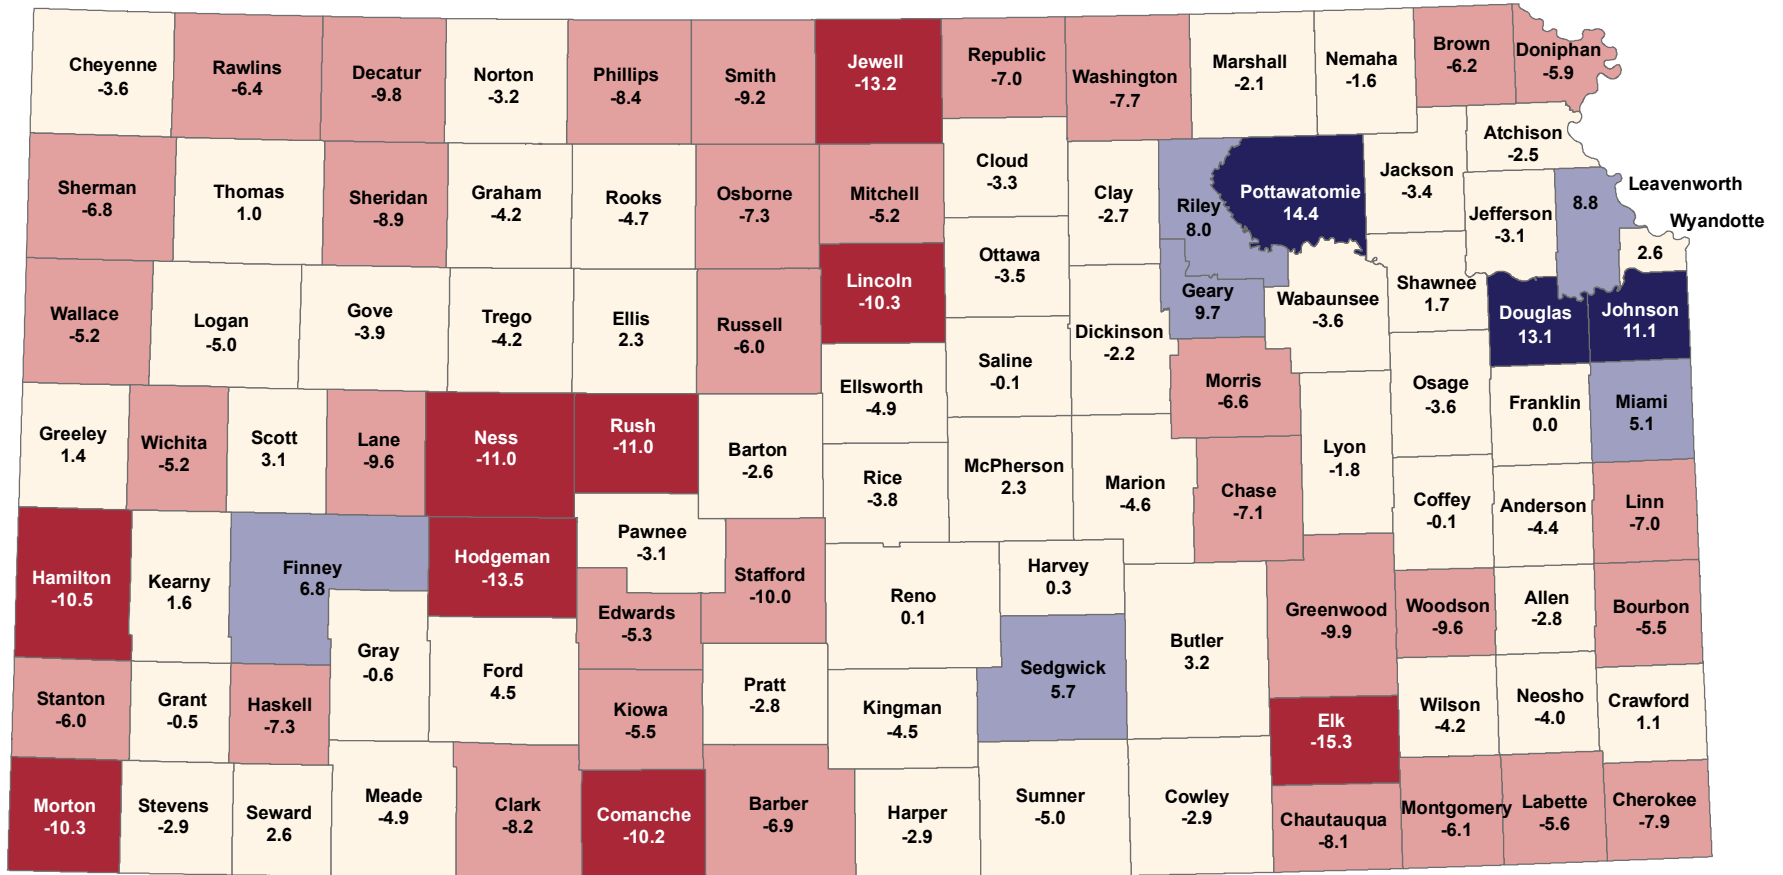 Cheyenne
-3.6
Rawlins
-6.4
Decatur
-9.8
Norton
-3.2
Phillips
-8.4
Smith
-9.2
Jewell
-13.2
Republic
-7.0
Washington
-7.7
Marshall
-2.1
Nemaha
-1.6
Brown
-6.2
Doniphan
-5.9
Sherman
-6.8
Thomas
1.0
Sheridan
-8.9
Graham
-4.2
Rooks
-4.7
Osborne
-7.3
Mitchell
-5.2
Cloud
-3.3
Clay
-2.7
Riley
8.0
Pottawatomie
14.4
Jackson
-3.4
Atchison
-2.5
Jefferson
-3.1
Leavenworth
8.8
Wyandotte
2.6
Wallace
-5.2
Logan
-5.0
Gove
-3.9
Trego
-4.2
Ellis
2.3
Russell
-6.0
Lincoln
-10.3
Ottawa
-3.5
Saline
-0.1
Dickinson
-2.2
Geary
9.7
Wabaunsee
-3.6
Shawnee
1.7
Douglas
13.1
Johnson
11.1
Greeley
1.4
Wichita
-5.2
Scott
3.1
Lane
-9.6
Ness
-11.0
Rush
-11.0
Barton
-2.6
Ellsworth
-4.9
Rice
-3.8
McPherson
2.3
Marion
-4.6
Morris
-6.6
Chase
-7.1
Lyon
-1.8
Osage
-3.6
Franklin
0.0
Miami
5.1
Coffey
-0.1
Anderson
-4.4
Linn
-7.0
Hamilton
-10.5
Kearny
1.6
Finney
6.8
Hodgeman
-13.5
Pawnee
-3.1
Edwards
-5.3
Stafford
-10.0
Reno
0.1
Harvey
0.3
Sedgwick
5.7
Butler
3.2
Greenwood
-9.9
Woodson
-9.6
Allen
-2.8
Bourbon
-5.5
Stanton
-6.0
Grant
-0.5
Haskell
-7.3
Gray
-0.6
Ford
4.5
Kiowa
-5.5
Pratt
-2.8
Kingman
-4.5
Elk
-15.3
Wilson
-4.2
Neosho
-4.0
Crawford
1.1
Morton
-10.3
Stevens
-2.9
Seward
2.6
Meade
-4.9
Clark
-8.2
Comanche
-10.2
Barber
-6.9
Harper
-2.9
Sumner
-5.0
Cowley
-2.9
Chautauqua
-8.1
Montgomery
-6.1
Labette
-5.6
Cherokee
-7.9